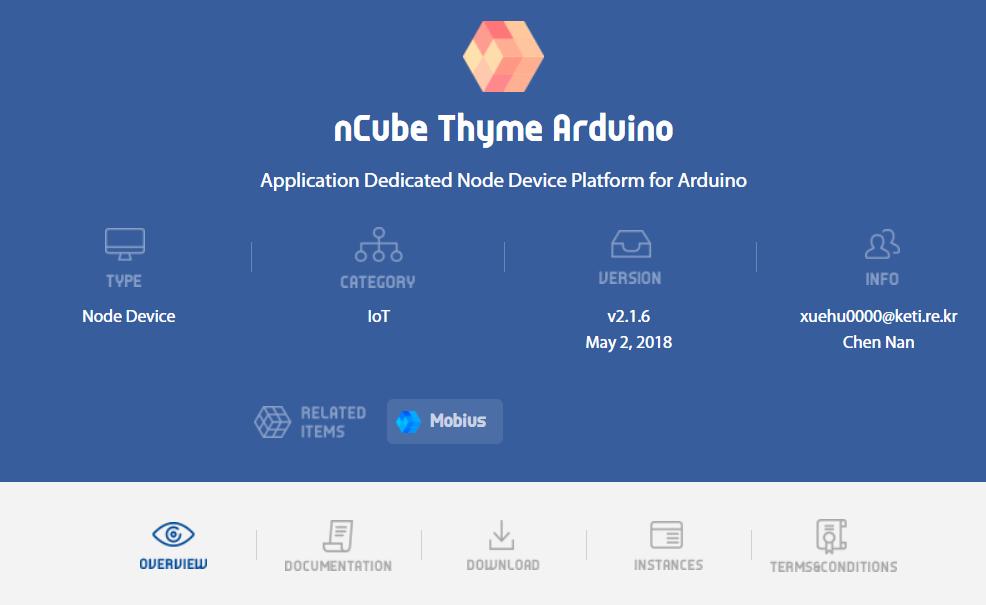 nCube Thyme Arduino
Application Dedicated Node Device Platform for Arduino
TYPE
Node Device
CATEGORY
IoT
VERSION
v2.1.6
May 2, 2018
INFO
xuehu0000@keti.re.kr
Chen Nan
RELATED
ITEMS
Mobius
OVERVIEW
DOCUMENTATION
DOWNLOAD
INSTANCES
TERMS&CONDITIONS